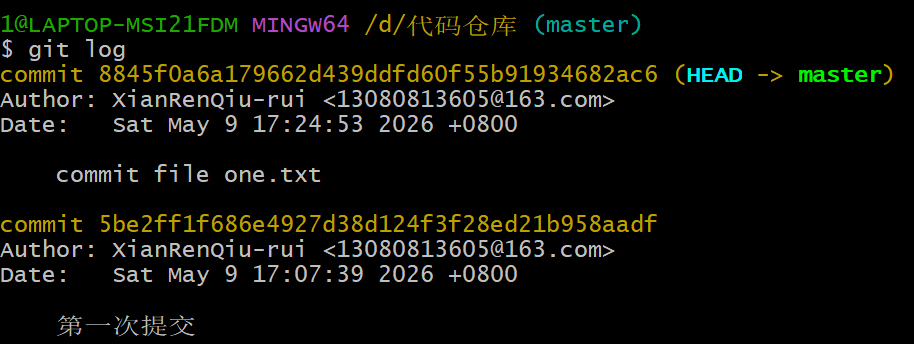 1@LAPTOP-MSI21FDM MINGW64 /d/代码仓库 (master)
$ git log
commit 8845f0a6a179662d439ddfd60f55b91934682ac6 (HEAD -> master)
Author: XianRenQiu-rui <13080813605@163.com>
Date:   Sat May 9 17:24:53 2026 +0800
    commit file one.txt
commit 5be2ff1f686e4927d38d124f3f28ed21b958aadf
Author: XianRenQiu-rui <13080813605@163.com>
Date:   Sat May 9 17:07:39 2026 +0800
    第一次提交